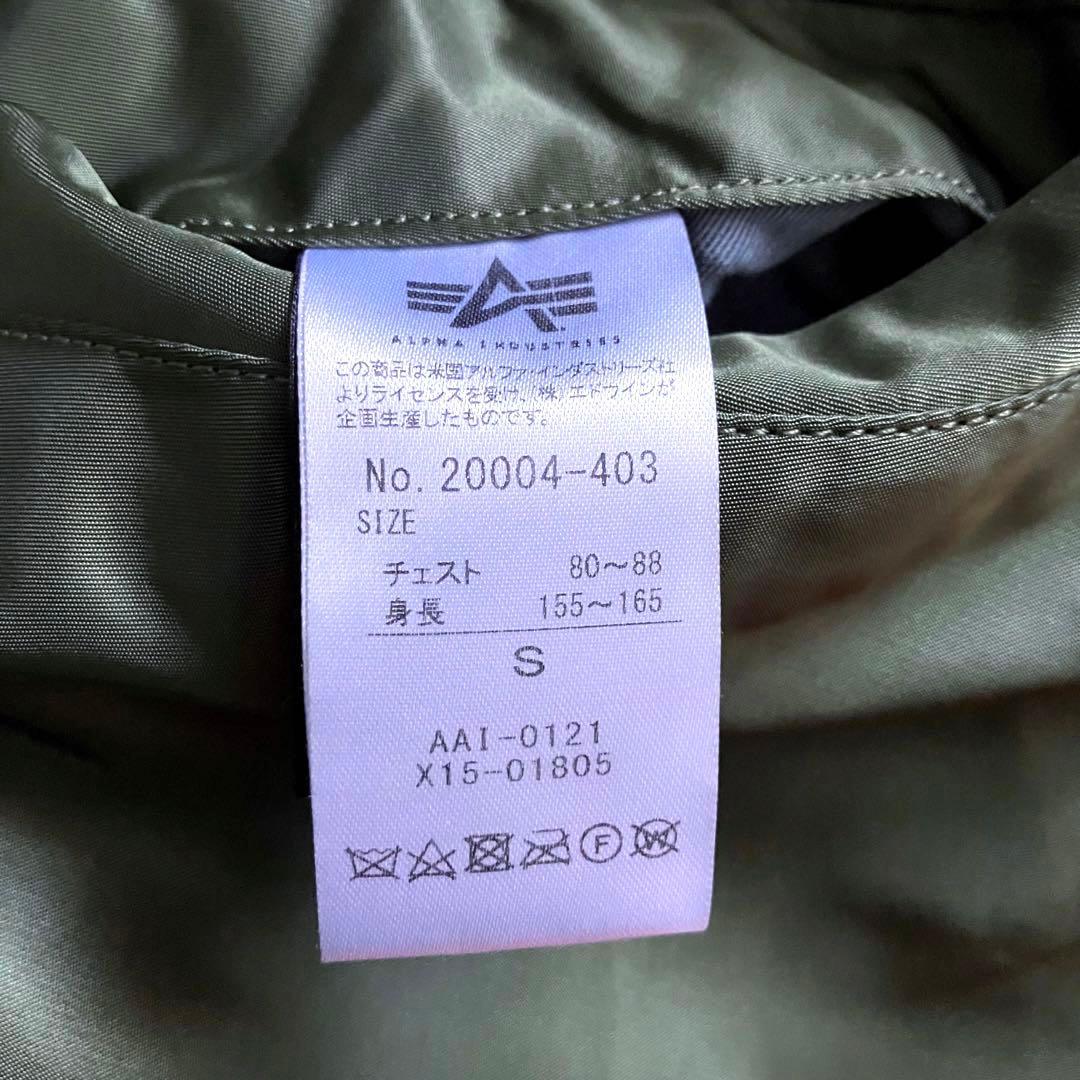 ALPHA INDUSTRIES
この商品は米国アルファ・インダストリーズ社
よりライセンスを受け、(株)エドウインが
企画生産したものです。
No. 20004-403
SIZE
チェスト 80～88
身長 155～165
S
AAI-0121
X15-01805
F W